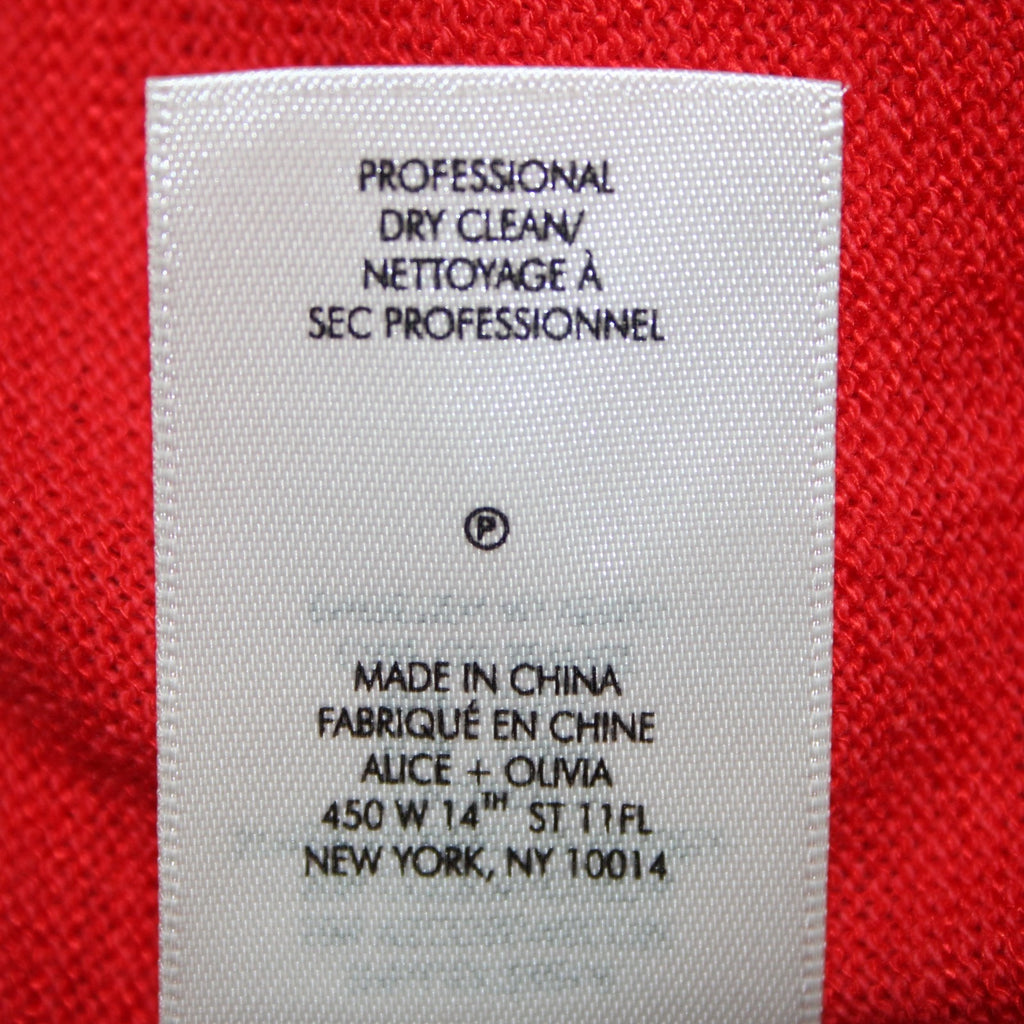 PROFESSIONAL
DRY CLEAN/
NETTOYAGE À
SEC PROFESSIONNEL
P
MADE IN CHINA
FABRIQUÉ EN CHINE
ALICE + OLIVIA
450 W 14TH ST 11FL
NEW YORK, NY 10014